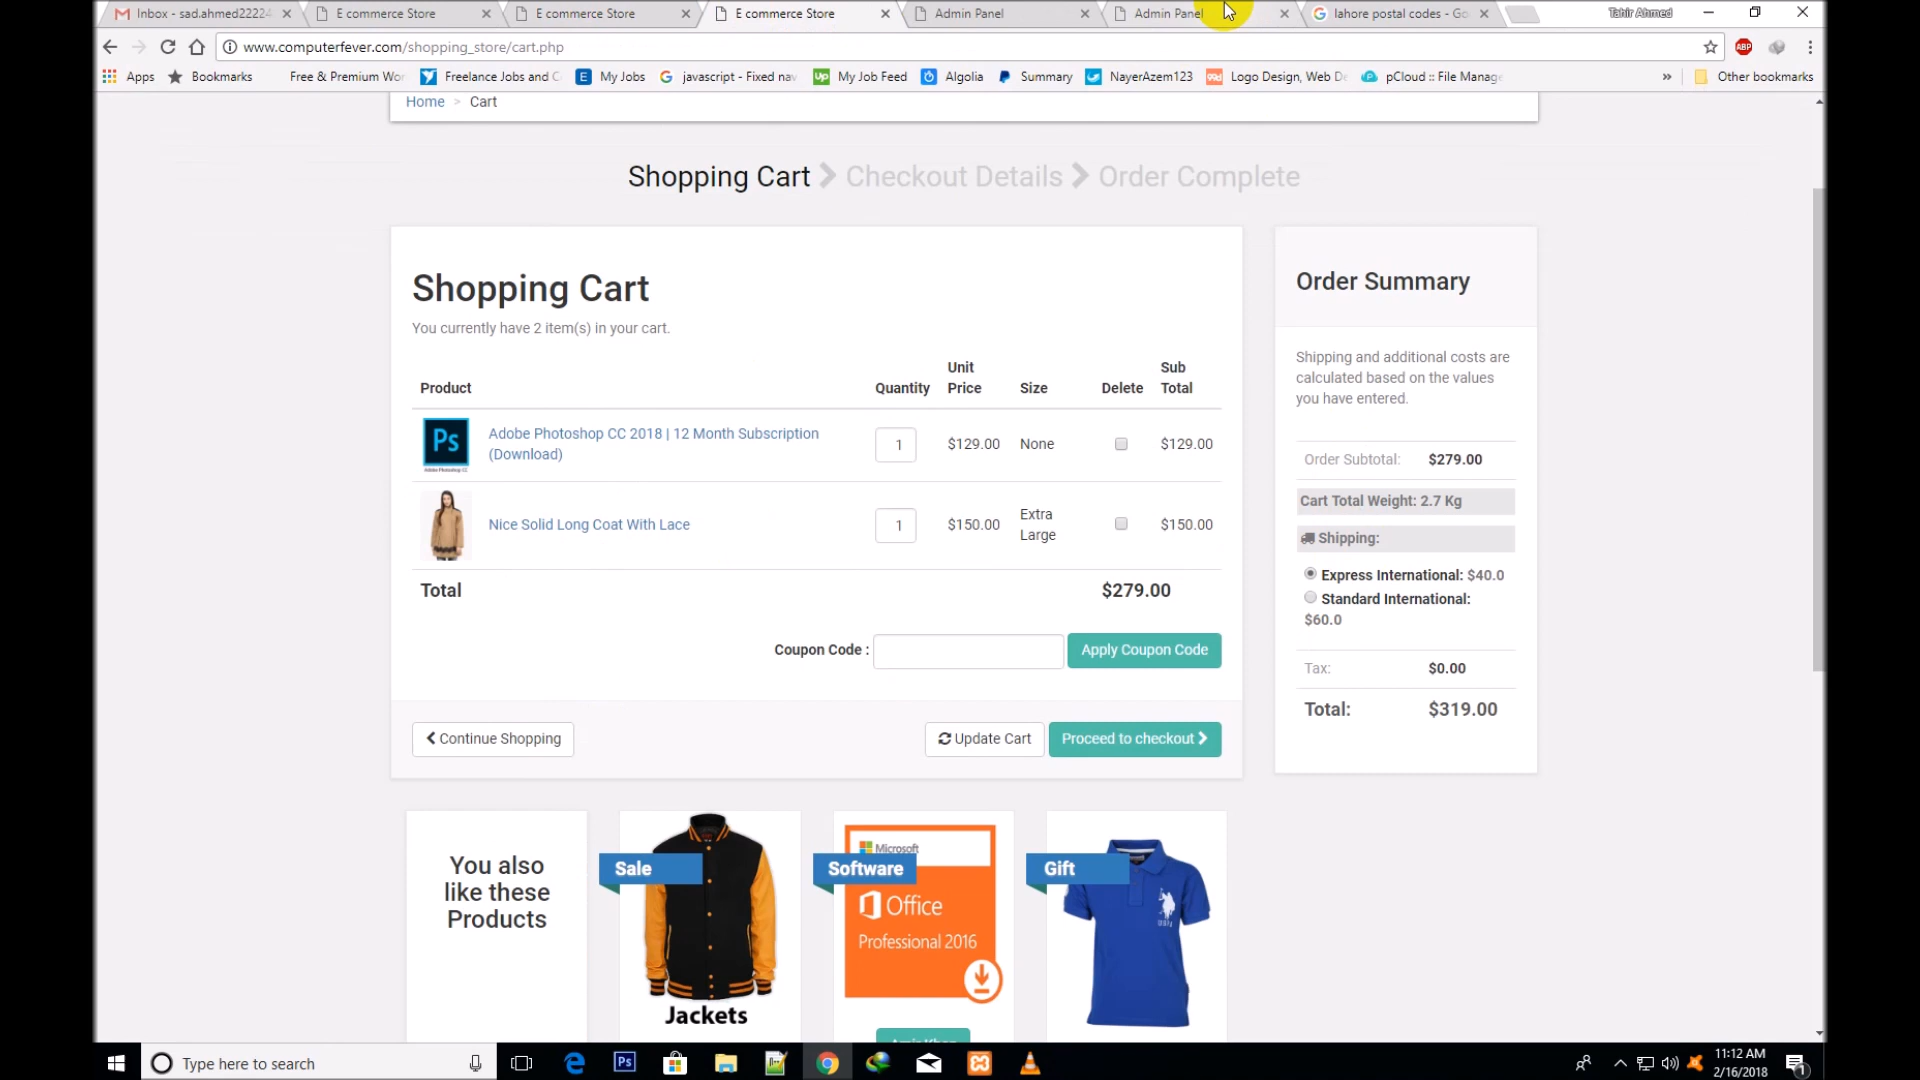 Inbox - sad.ahmed22224
E commerce Store
E commerce Store
E commerce Store
Admin Panel
Admin Panel
lahore postal codes - Go
Tahir Ahmed
www.computerfever.com/shopping_store/cart.php
ABP
Apps
Bookmarks
Free & Premium Wo
Freelance Jobs and C
My Jobs
javascript - Fixed nav
My Job Feed
Algolia
Summary
NayerAzem123
Logo Design, Web De
pCloud :: File Manage
»
Other bookmarks
Home > Cart
Shopping Cart
Checkout Details
Order Complete
Shopping Cart
You currently have 2 item(s) in your cart.
Product
Quantity
Unit Price
Size
Delete
Sub Total
Ps
Adobe Photoshop CC 2018 | 12 Month Subscription (Download)
1
$129.00
None
$129.00
Nice Solid Long Coat With Lace
1
$150.00
Extra Large
$150.00
Total
$279.00
Coupon Code :
Apply Coupon Code
Continue Shopping
Update Cart
Proceed to checkout
Order Summary
Shipping and additional costs are
calculated based on the values
you have entered.
Order Subtotal: $279.00
Cart Total Weight: 2.7 Kg
Shipping:
Express International: $40.0
Standard International:
$60.0
Tax: $0.00
Total: $319.00
You also
like these
Products
Sale
Jackets
Software
Microsoft
Office
Professional 2016
Gift
Type here to search
11:12 AM
2/16/2018